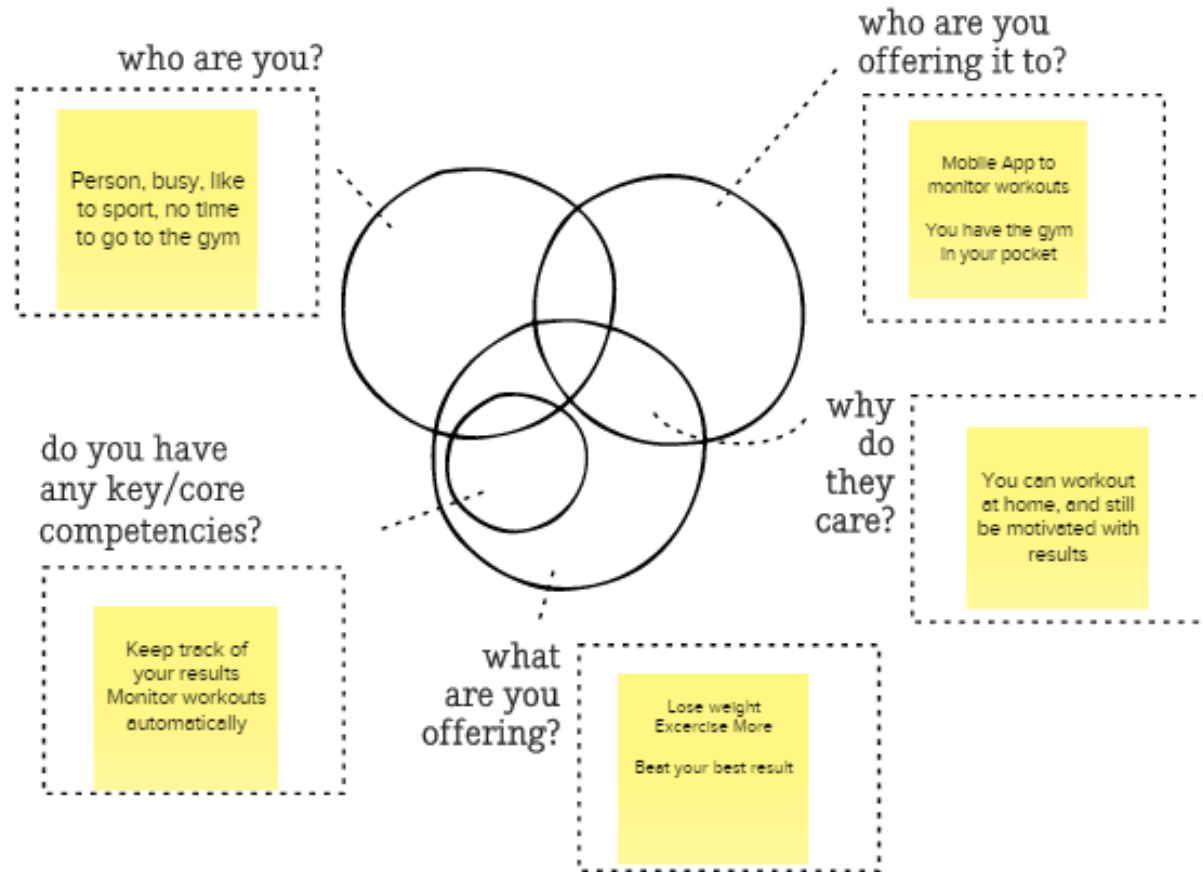 who are you?
Person, busy, like
to sport, no time
to go to the gym
who are you
offering it to?
Mobile App to
monitor workouts
You have the gym
in your pocket
why
do
they
care?
You can workout
at home, and still
be motivated with
results
do you have
any key/core
competencies?
Keep track of
your results
Monitor workouts
automatically
what
are you
offering?
Lose weight
Excercise More
Beat your best result